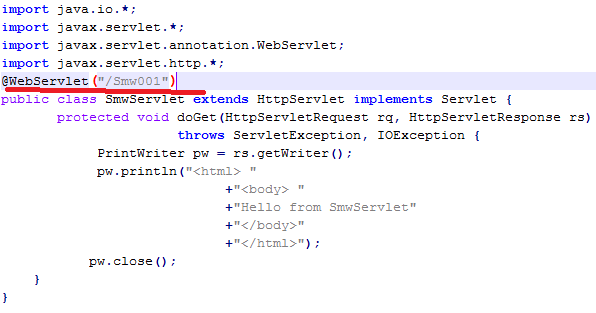 import java.io.*;
import javax.servlet.*;
import javax.servlet.annotation.WebServlet;
import javax.servlet.http.*;
@WebServlet("/Smw001")
public class SmwServlet extends HttpServlet implements Servlet {
protected void doGet(HttpServletRequest rq, HttpServletResponse rs)
throws ServletException, IOException {
PrintWriter pw = rs.getWriter();
pw.println("<html> "
+"<body> "
+"Hello from SmwServlet"
+"</body>"
+"</html>");
pw.close();
}
}